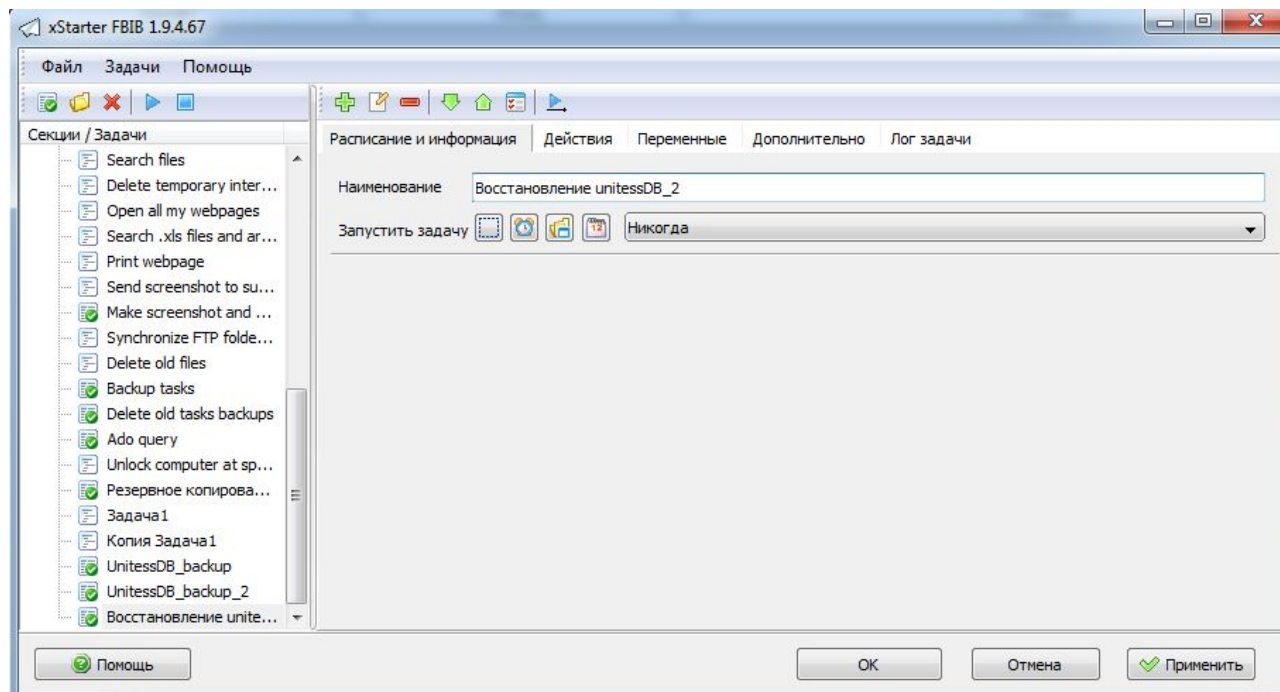 xStarter FBIB 1.9.4.67
Файл Задачи Помощь
Секции / Задачи
Search files
Delete temporary inter...
Open all my webpages
Search .xls files and ar...
Print webpage
Send screenshot to su...
Make screenshot and ...
Synchronize FTP folde...
Delete old files
Backup tasks
Delete old tasks backups
Ado query
Unlock computer at sp...
Резервное копирова...
Задача1
Копия Задача1
UnitessDB_backup
UnitessDB_backup_2
Восстановление unite...
Расписание и информация Действия Переменные Дополнительно Лог задачи
Наименование Восстановление unitessDB_2
Запустить задачу 12 Никогда
Помощь OK Отмена Применить